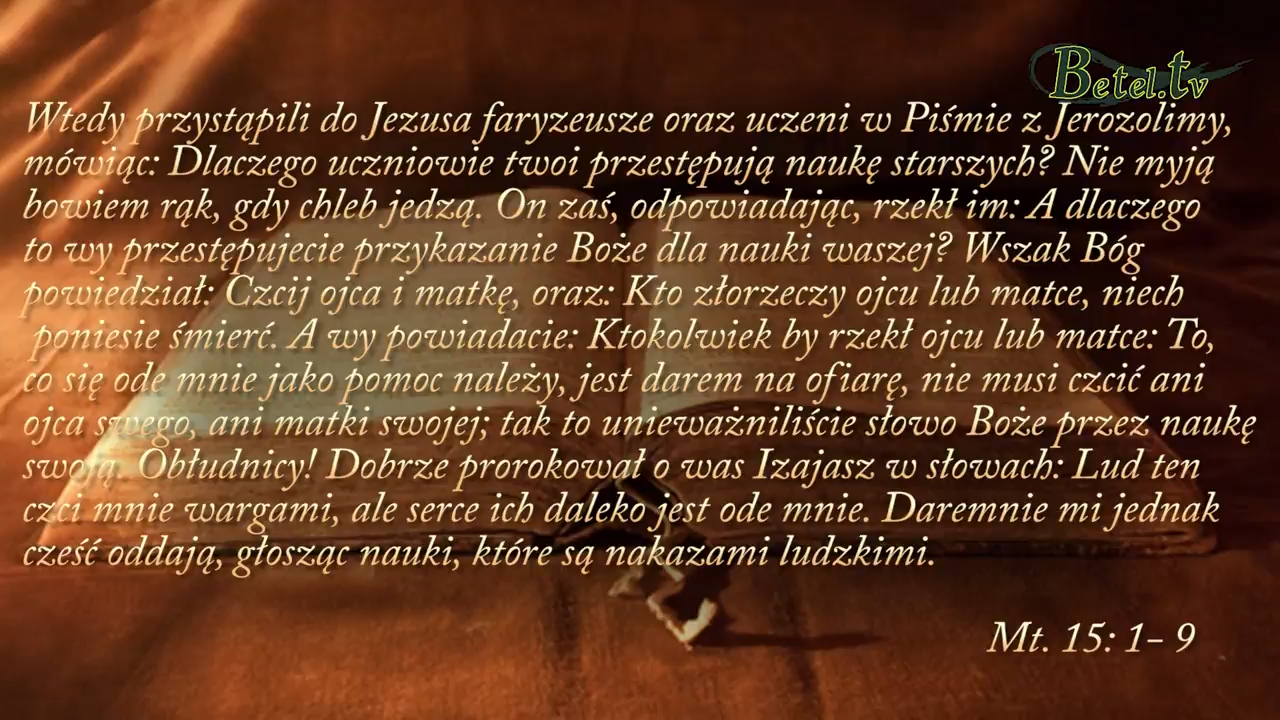 Betel.tv
Wtedy przystąpili do Jezusa faryzeusze oraz uczeni w Piśmie z Jerozolimy,
mówiąc: Dlaczego uczniowie twoi przestępują naukę starszych? Nie myją
bowiem rąk, gdy chleb jedzą. On zaś, odpowiadając, rzekł im: A dlaczego
to wy przestępujecie przykazanie Boże dla nauki waszej? Wszak Bóg
powiedział: Czcij ojca i matkę, oraz: Kto złorzeczy ojcu lub matce, niech
poniesie śmierć. A wy powiadacie: Ktokolwiek by rzekł ojcu lub matce: To,
co się ode mnie jako pomoc należy, jest darem na ofiarę, nie musi czcić ani
ojca swego, ani matki swojej; tak to unieważniliście słowo Boże przez naukę
swoją. Obłudnicy! Dobrze prorokował o was Izajasz w słowach: Lud ten
czci mnie wargami, ale serce ich daleko jest ode mnie. Daremnie mi jednak
cześć oddają, głosząc nauki, które są nakazami ludzkimi.
Mt. 15: 1– 9